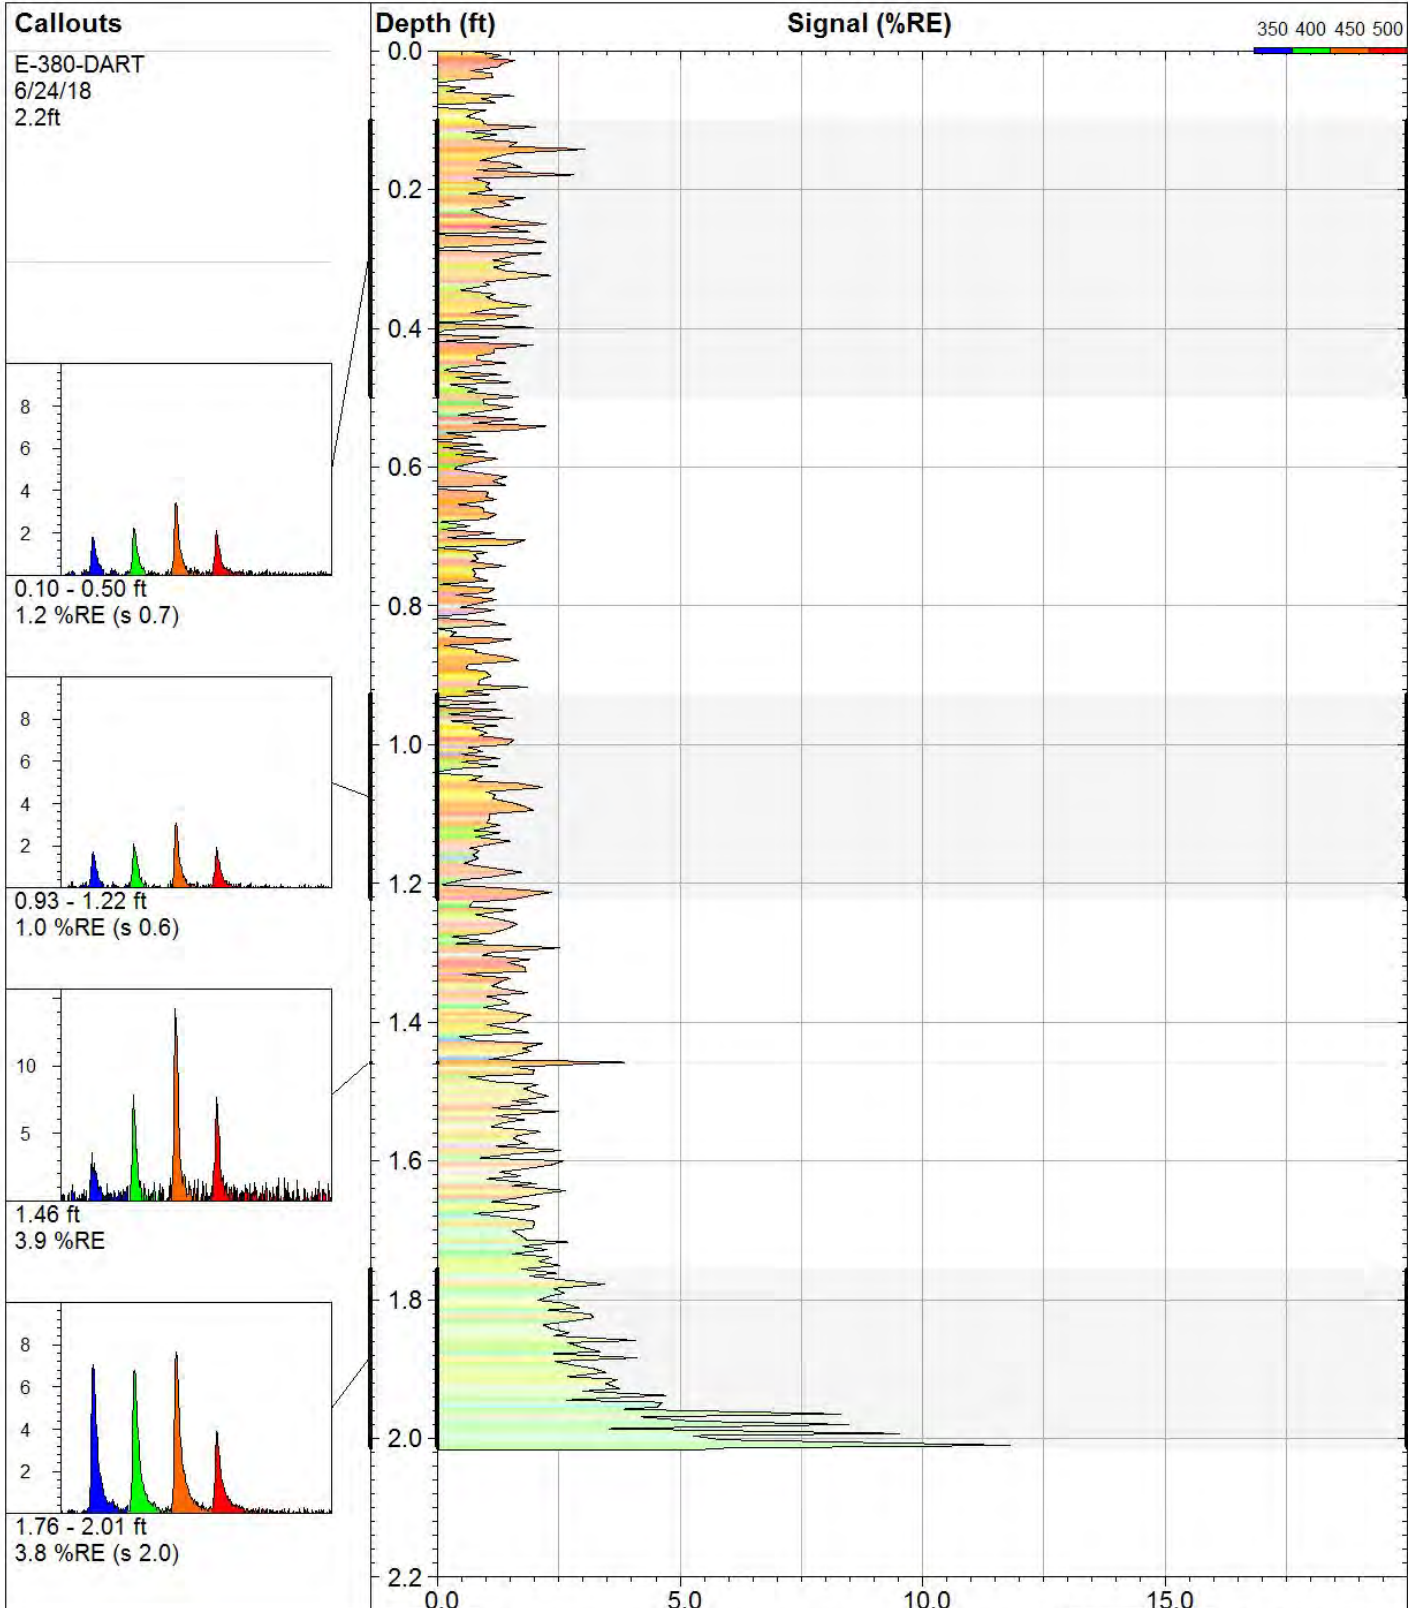 Callouts
Depth (ft)
Signal (%RE)
350 400 450 500
E-380-DART
6/24/18
2.2ft
8
6
4
2
0.10 - 0.50 ft
1.2 %RE (s 0.7)
8
6
4
2
0.93 - 1.22 ft
1.0 %RE (s 0.6)
10
5
1.46 ft
3.9 %RE
8
6
4
2
1.76 - 2.01 ft
3.8 %RE (s 2.0)
0.0
0.2
0.4
0.6
0.8
1.0
1.2
1.4
1.6
1.8
2.0
2.2
0.0 5.0 10.0 15.0